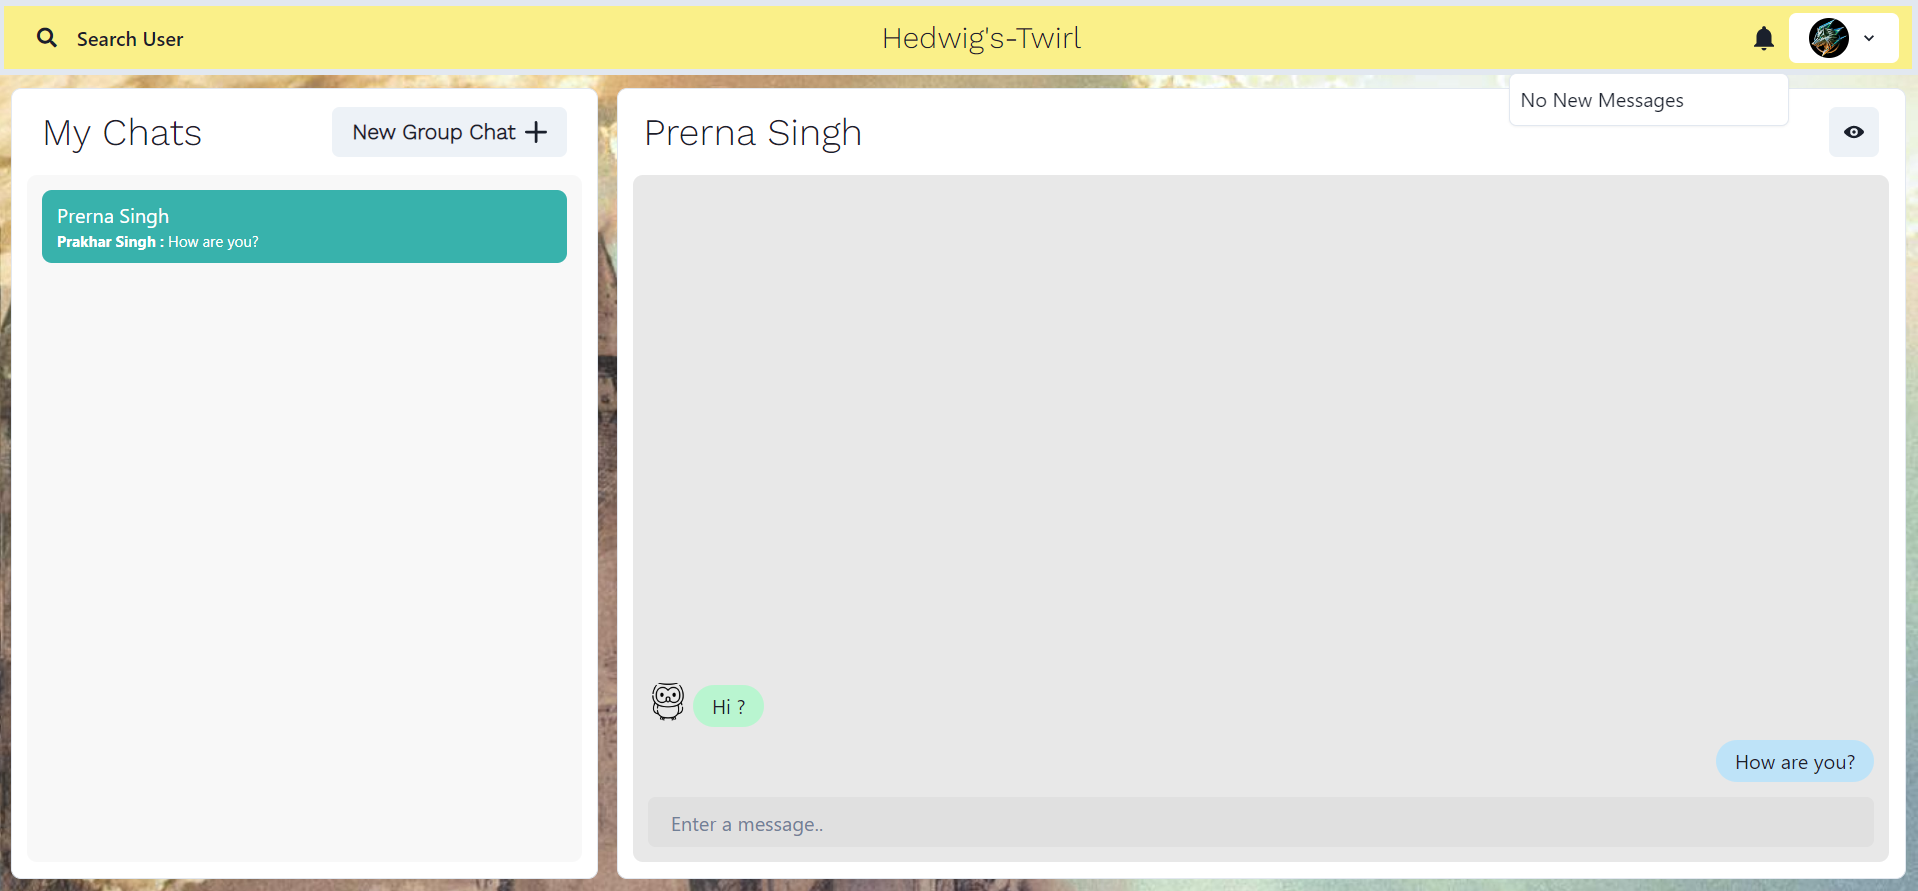 Search User
Hedwig's-Twirl
No New Messages
My Chats
New Group Chat
Prerna Singh
Prakhar Singh : How are you?
Prerna Singh
Hi ?
How are you?
Enter a message..